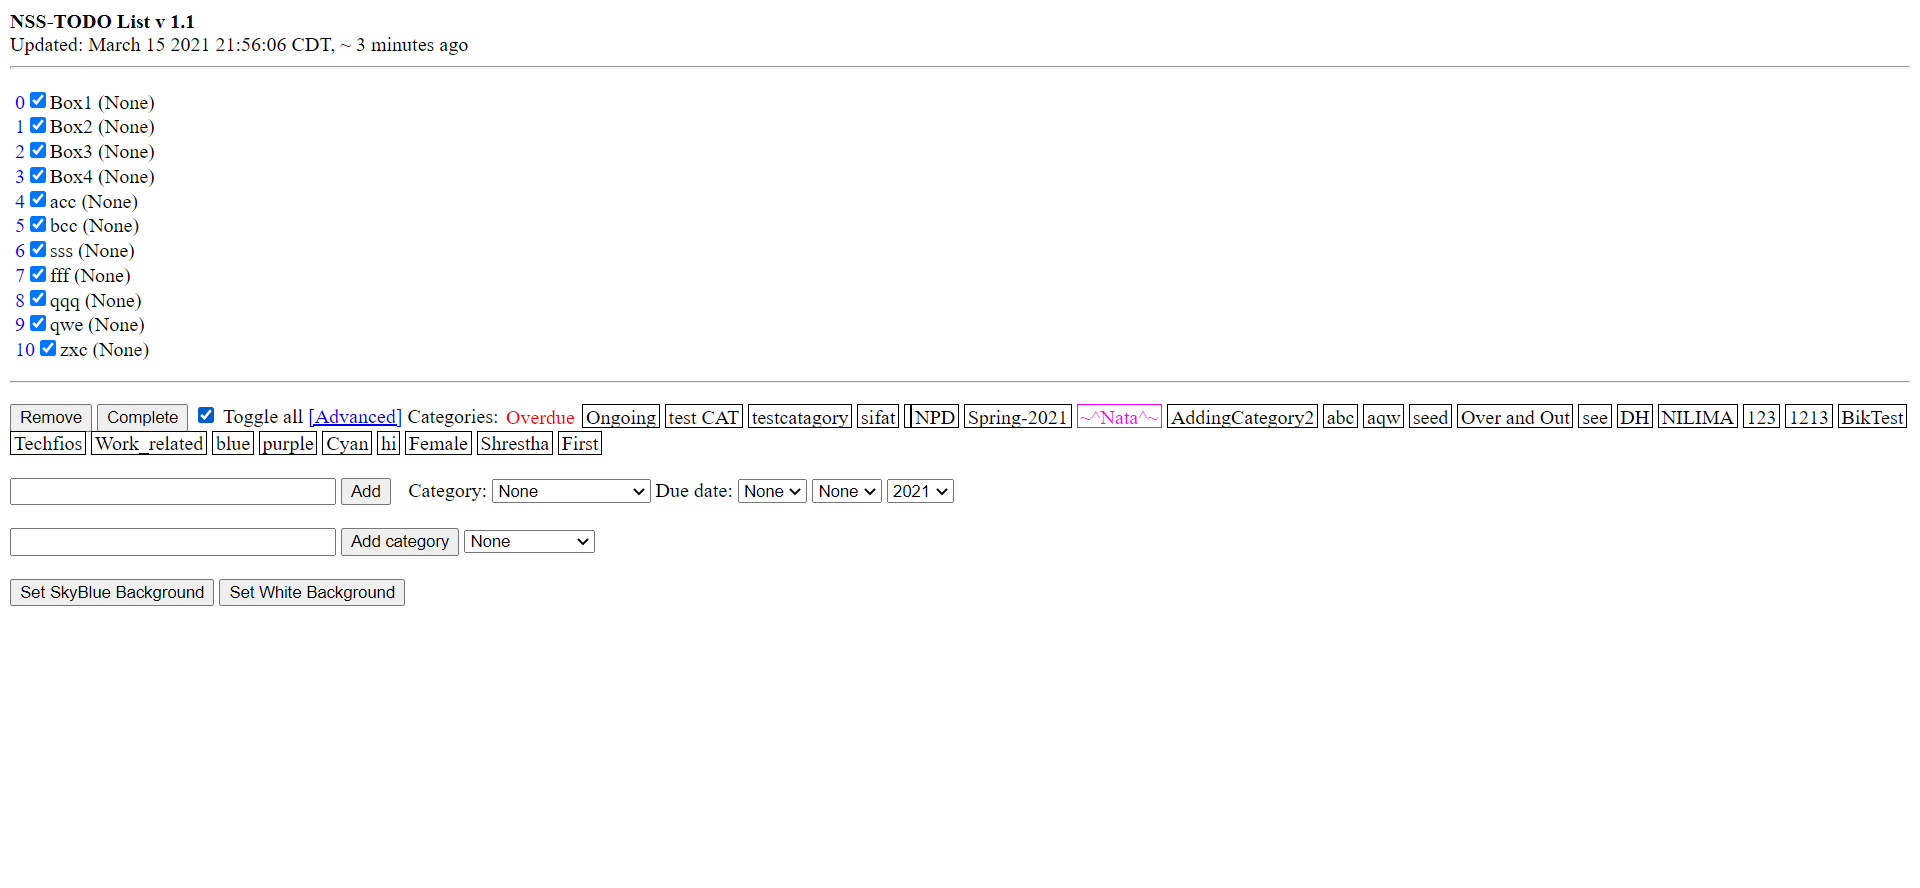 NSS-TODO List v 1.1
Updated: March 15 2021 21:56:06 CDT, ~ 3 minutes ago
0 Box1 (None)
1 Box2 (None)
2 Box3 (None)
3 Box4 (None)
4 acc (None)
5 bcc (None)
6 sss (None)
7 fff (None)
8 qqq (None)
9 qwe (None)
10 zxc (None)
Remove Complete Toggle all [Advanced] Categories: Overdue Ongoing test CAT testcatagory sifat NPD Spring-2021 ~^Nata^~ AddingCategory2 abc aqw seed Over and Out see DH NILIMA 123 1213 BikTest
Techfios Work_related blue purple Cyan hi Female Shrestha First
Add Category: None Due date: None None 2021
Add category None
Set SkyBlue Background Set White Background